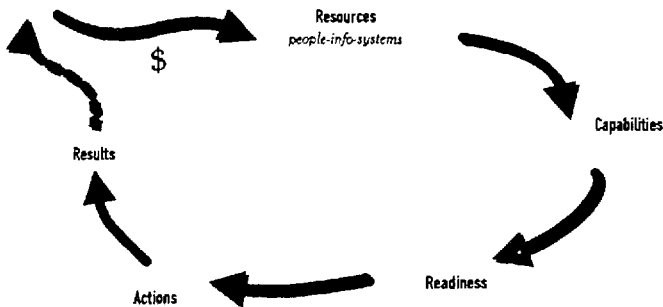 Resources
people-info-systems
$
Capabilities
Results
Readiness
Actions